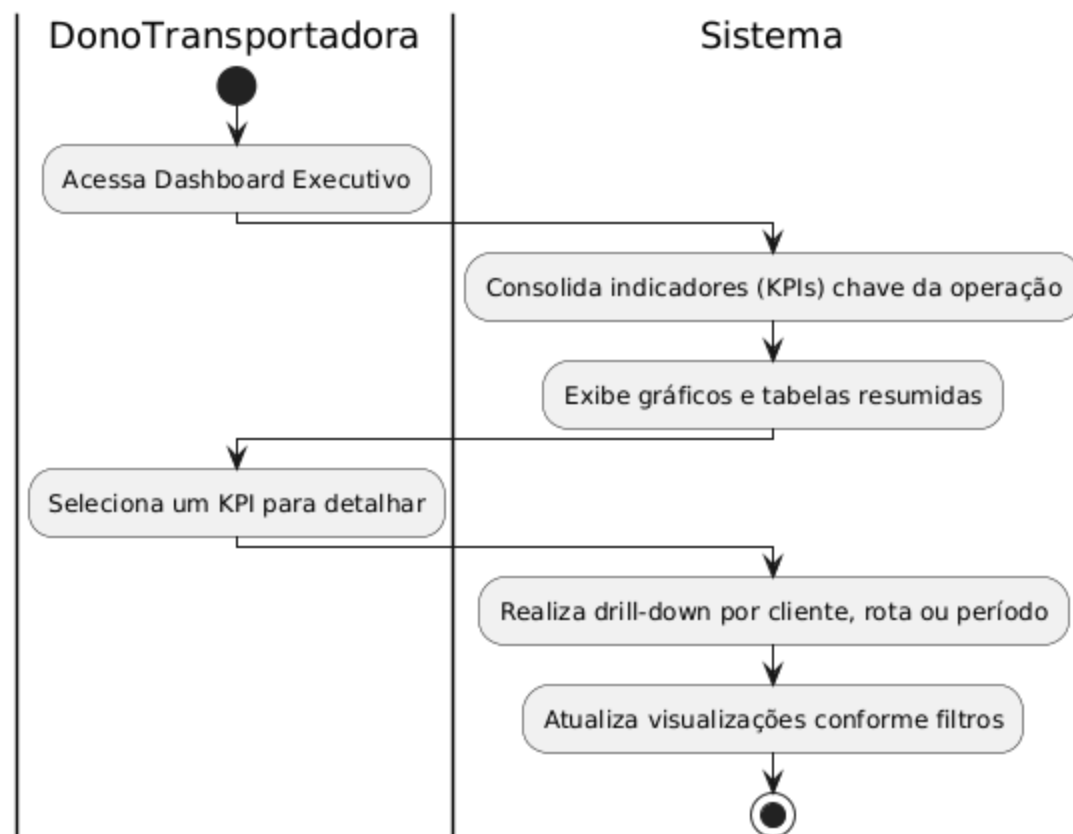 DonoTransportadora
Sistema
Acessa Dashboard Executivo
Consolida indicadores (KPIs) chave da operação
Exibe gráficos e tabelas resumidas
Seleciona um KPI para detalhar
Realiza drill-down por cliente, rota ou período
Atualiza visualizações conforme filtros